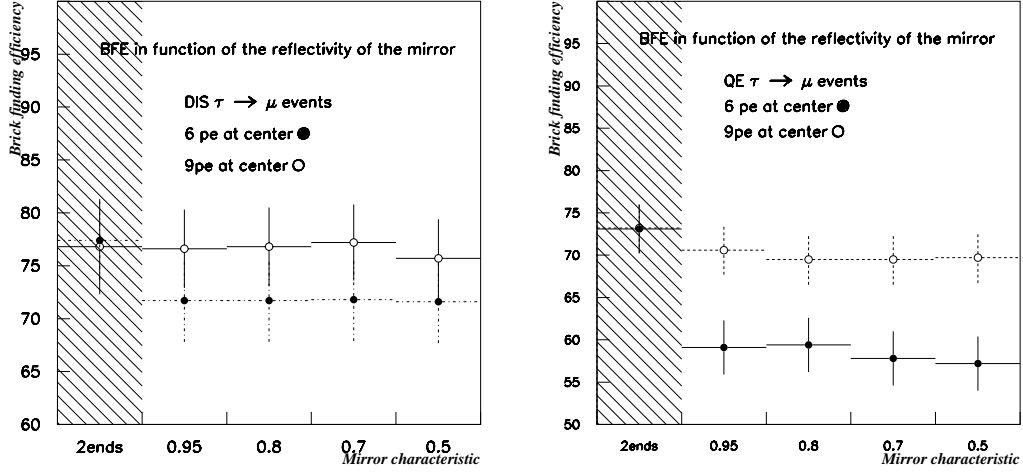 Brick finding efficiency
BFE in function of the reflectivity of the mirror
DIS τ → μ events
6 pe at center
9pe at center
95
90
85
80
75
70
65
60
2ends 0.95 0.8 0.7 0.5
Mirror characteristic
Brick finding efficiency
BFE in function of the reflectivity of the mirror
QE τ → μ events
6 pe at center
9pe at center
95
90
85
80
75
70
65
60
55
50
2ends 0.95 0.8 0.7 0.5
Mirror characteristic